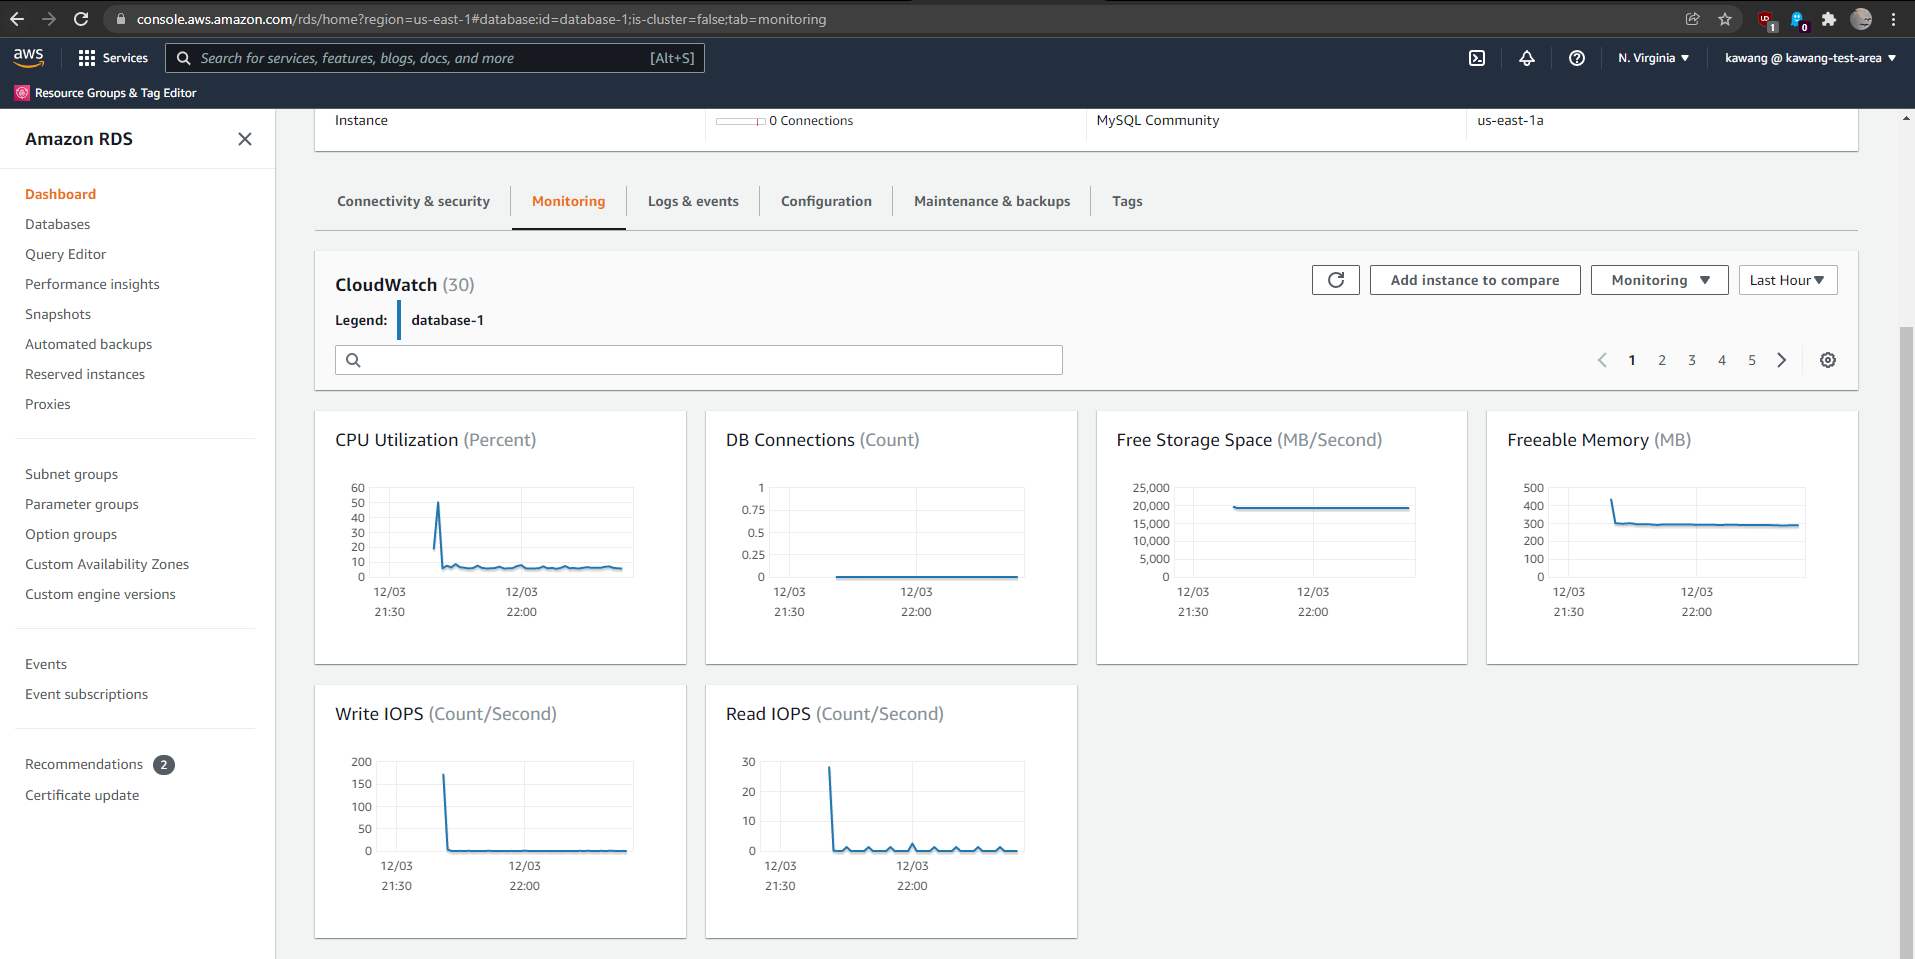 console.aws.amazon.com/rds/home?region=us-east-1#database:id=database-1;is-cluster=false;tab=monitoring
1
0
aws
Services
Search for services, features, blogs, docs, and more
[Alt+S]
N. Virginia
kawang @ kawang-test-area
Resource Groups & Tag Editor
Amazon RDS
Dashboard
Databases
Query Editor
Performance insights
Snapshots
Automated backups
Reserved instances
Proxies
Subnet groups
Parameter groups
Option groups
Custom Availability Zones
Custom engine versions
Events
Event subscriptions
Recommendations 2
Certificate update
Instance
0 Connections
MySQL Community
us-east-1a
Connectivity & security
Monitoring
Logs & events
Configuration
Maintenance & backups
Tags
CloudWatch (30)
Add instance to compare
Monitoring
Last Hour
Legend: database-1
1 2 3 4 5
CPU Utilization (Percent)
60
50
40
30
20
10
0
12/03 12/03
21:30 22:00
DB Connections (Count)
1
0.75
0.5
0.25
0
12/03 12/03
21:30 22:00
Free Storage Space (MB/Second)
25,000
20,000
15,000
10,000
5,000
0
12/03 12/03
21:30 22:00
Freeable Memory (MB)
500
400
300
200
100
0
12/03 12/03
21:30 22:00
Write IOPS (Count/Second)
200
150
100
50
0
12/03 12/03
21:30 22:00
Read IOPS (Count/Second)
30
20
10
0
12/03 12/03
21:30 22:00